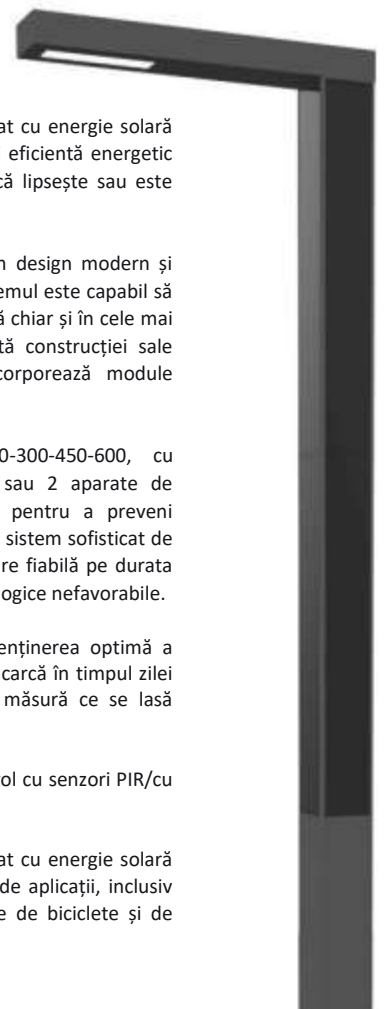 at cu energie solară
eficientă energetic
că lipsește sau este
n design modern și
emul este capabil să
ă chiar și în cele mai
tă construcției sale
corporează module
0-300-450-600, cu
sau 2 aparate de
pentru a preveni
sistem sofisticat de
re fiabilă pe durata
logice nefavorabile.
enținerea optimă a
carcă în timpul zilei
măsură ce se lasă
rol cu senzori PIR/cu
at cu energie solară
de aplicații, inclusiv
e de biciclete și de